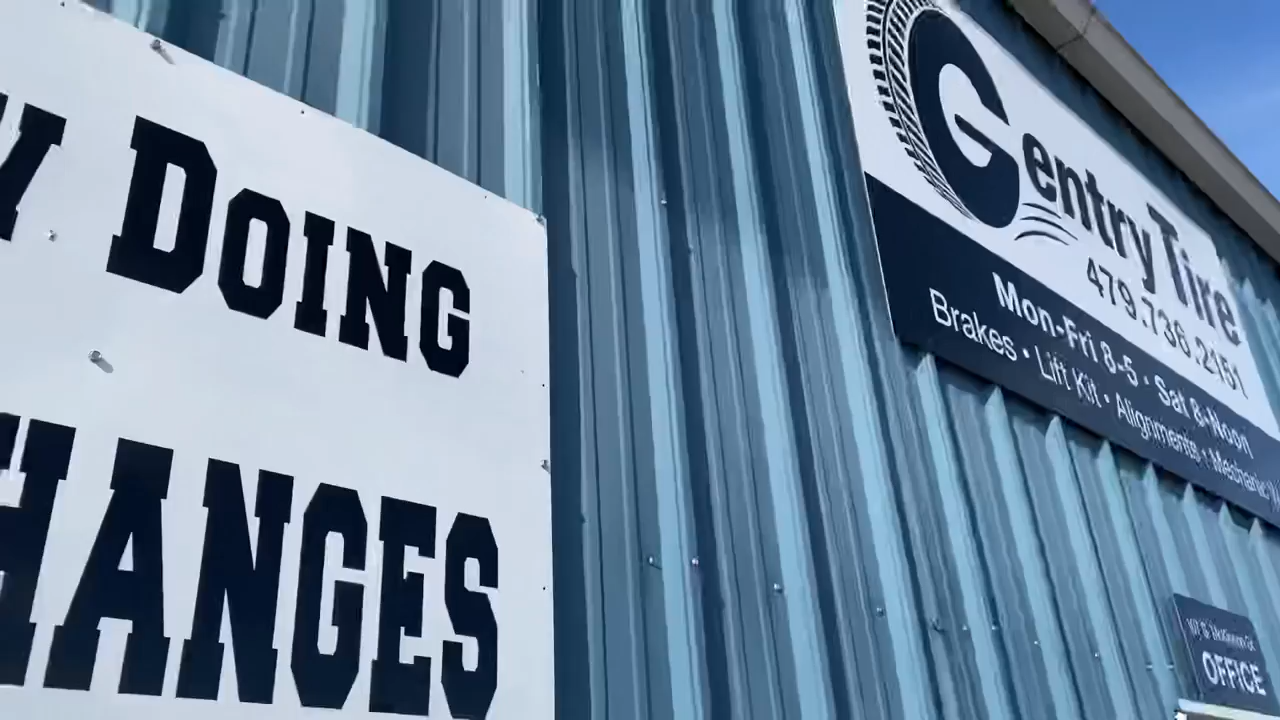 Doing
HANGES
Gentry Tire
479.736.2151
Mon-Fri 8-5 • Sat 8-Noon
Brakes • Lift Kit • Alignments • Mechanic
OFFICE